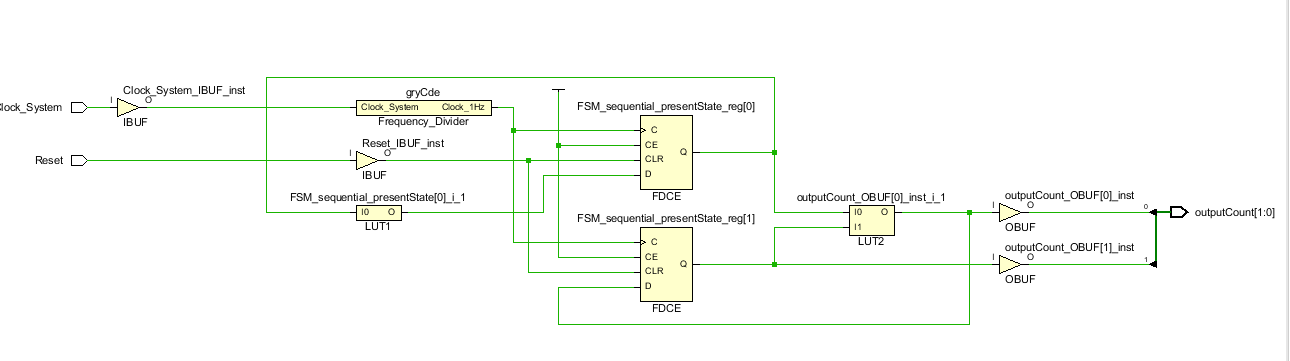 Clock_System_IBUF_inst
lock_System
I
O
IBUF
gryCde
Clock_System
Clock_1Hz
Frequency_Divider
Reset
Reset_IBUF_inst
I
O
IBUF
FSM_sequential_presentState[0]_i_1
I0
O
LUT1
FSM_sequential_presentState_reg[0]
C
CE
CLR
D
Q
FDCE
FSM_sequential_presentState_reg[1]
C
CE
CLR
D
Q
FDCE
outputCount_OBUF[0]_inst_i_1
I0
O
I1
LUT2
outputCount_OBUF[0]_inst
I
O
OBUF
outputCount_OBUF[1]_inst
I
O
OBUF
0
1
outputCount[1:0]